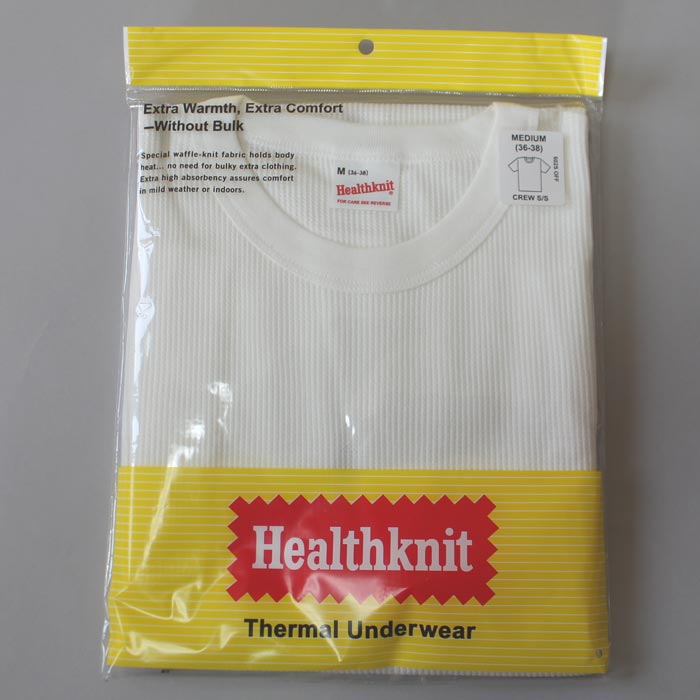 Extra Warmth, Extra Comfort
—Without Bulk
Special waffle-knit fabric holds body
heat... no need for bulky extra clothing.
Extra high absorbency assures comfort
in mild weather or indoors.
MEDIUM
(36-38)
602S OFF
CREW S/S
M (36-38)
Healthknit®
FOR CARE SEE REVERSE
Healthknit
Thermal Underwear